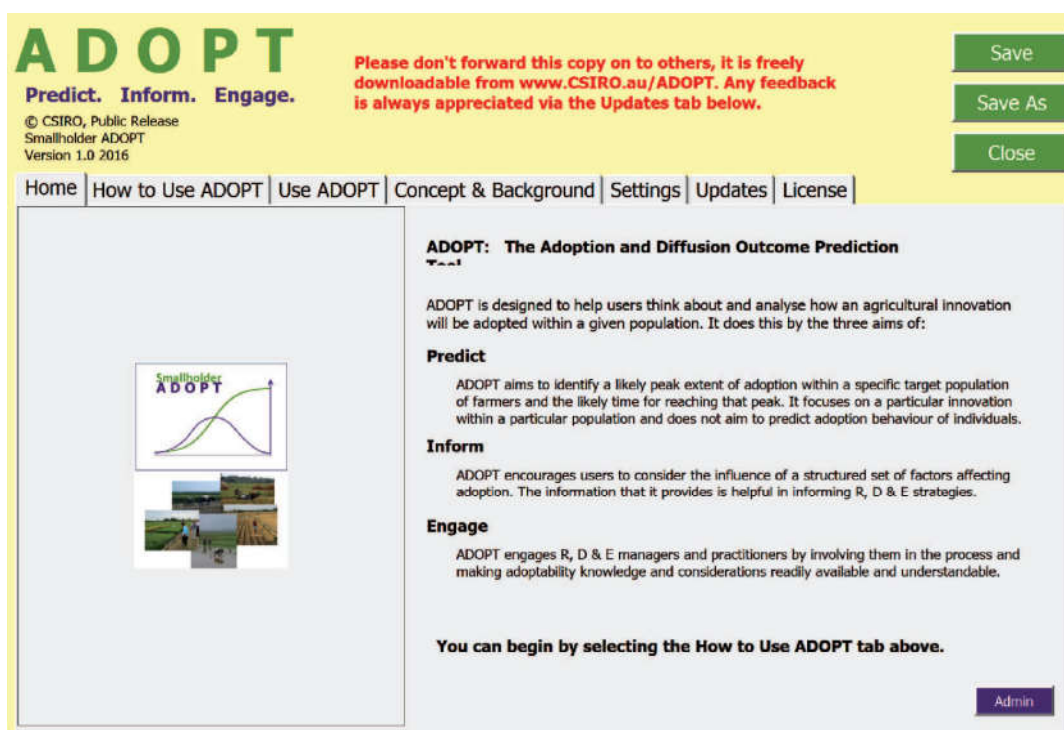 ADOPT
Predict. Inform. Engage.
© CSIRO, Public Release
Smallholder ADOPT
Version 1.0 2016
Please don't forward this copy on to others, it is freely
downloadable from www.CSIRO.au/ADOPT. Any feedback
is always appreciated via the Updates tab below.
Save
Save As
Close
Home
How to Use ADOPT
Use ADOPT
Concept & Background
Settings
Updates
License
Smallholder
ADOPT
ADOPT: The Adoption and Diffusion Outcome Prediction
Tool
ADOPT is designed to help users think about and analyse how an agricultural innovation
will be adopted within a given population. It does this by the three aims of:
Predict
ADOPT aims to identify a likely peak extent of adoption within a specific target population
of farmers and the likely time for reaching that peak. It focuses on a particular innovation
within a particular population and does not aim to predict adoption behaviour of individuals.
Inform
ADOPT encourages users to consider the influence of a structured set of factors affecting
adoption. The information that it provides is helpful in informing R, D & E strategies.
Engage
ADOPT engages R, D & E managers and practitioners by involving them in the process and
making adoptability knowledge and considerations readily available and understandable.
You can begin by selecting the How to Use ADOPT tab above.
Admin